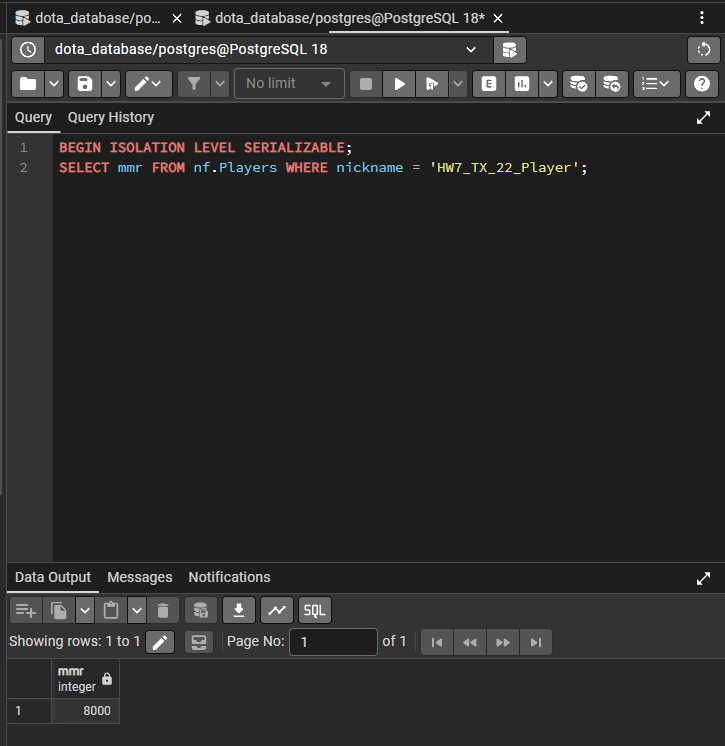 dota_database/po...
dota_database/postgres@PostgreSQL 18*
dota_database/postgres@PostgreSQL 18
No limit
E
Query
Query History
1
BEGIN ISOLATION LEVEL SERIALIZABLE;
2
SELECT mmr FROM nf.Players WHERE nickname = 'HW7_TX_22_Player';
Data Output
Messages
Notifications
SQL
Showing rows: 1 to 1
Page No:
1
of 1
mmr
integer
1
8000